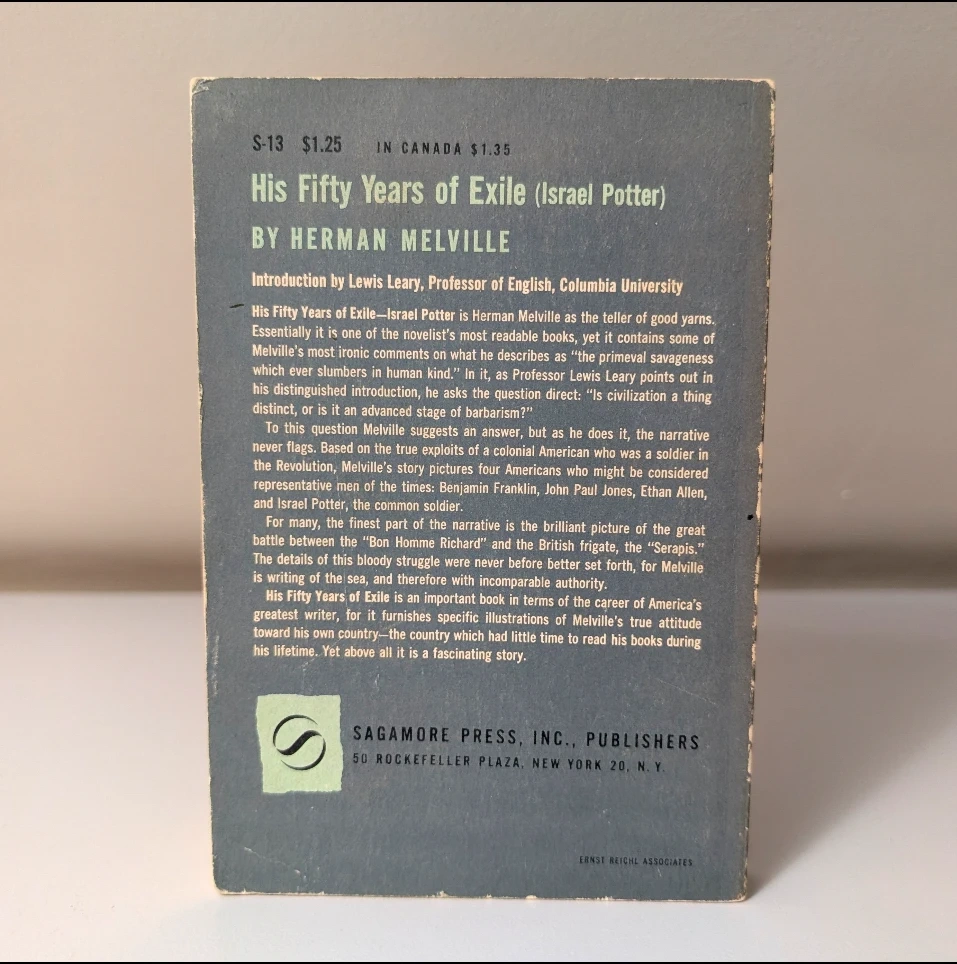 S-13 $1.25 IN CANADA $1.35
His Fifty Years of Exile (Israel Potter)
BY HERMAN MELVILLE
Introduction by Lewis Leary, Professor of English, Columbia University
His Fifty Years of Exile—Israel Potter is Herman Melville as the teller of good yarns.
Essentially it is one of the novelist's most readable books, yet it contains some of
Melville's most ironic comments on what he describes as "the primeval savageness
which ever slumbers in human kind." In it, as Professor Lewis Leary points out in
his distinguished introduction, he asks the question direct: "Is civilization a thing
distinct, or is it an advanced stage of barbarism?"
To this question Melville suggests an answer, but as he does it, the narrative
never flags. Based on the true exploits of a colonial American who was a soldier in
the Revolution, Melville's story pictures four Americans who might be considered
representative men of the times: Benjamin Franklin, John Paul Jones, Ethan Allen,
and Israel Potter, the common soldier.
For many, the finest part of the narrative is the brilliant picture of the great
battle between the "Bon Homme Richard" and the British frigate, the "Serapis."
The details of this bloody struggle were never before better set forth, for Melville
is writing of the sea, and therefore with incomparable authority.
His Fifty Years of Exile is an important book in terms of the career of America's
greatest writer, for it furnishes specific illustrations of Melville's true attitude
toward his own country—the country which had little time to read his books during
his lifetime. Yet above all it is a fascinating story.
SAGAMORE PRESS, INC., PUBLISHERS
50 ROCKEFELLER PLAZA, NEW YORK 20, N. Y.
ERNST REICHL ASSOCIATES